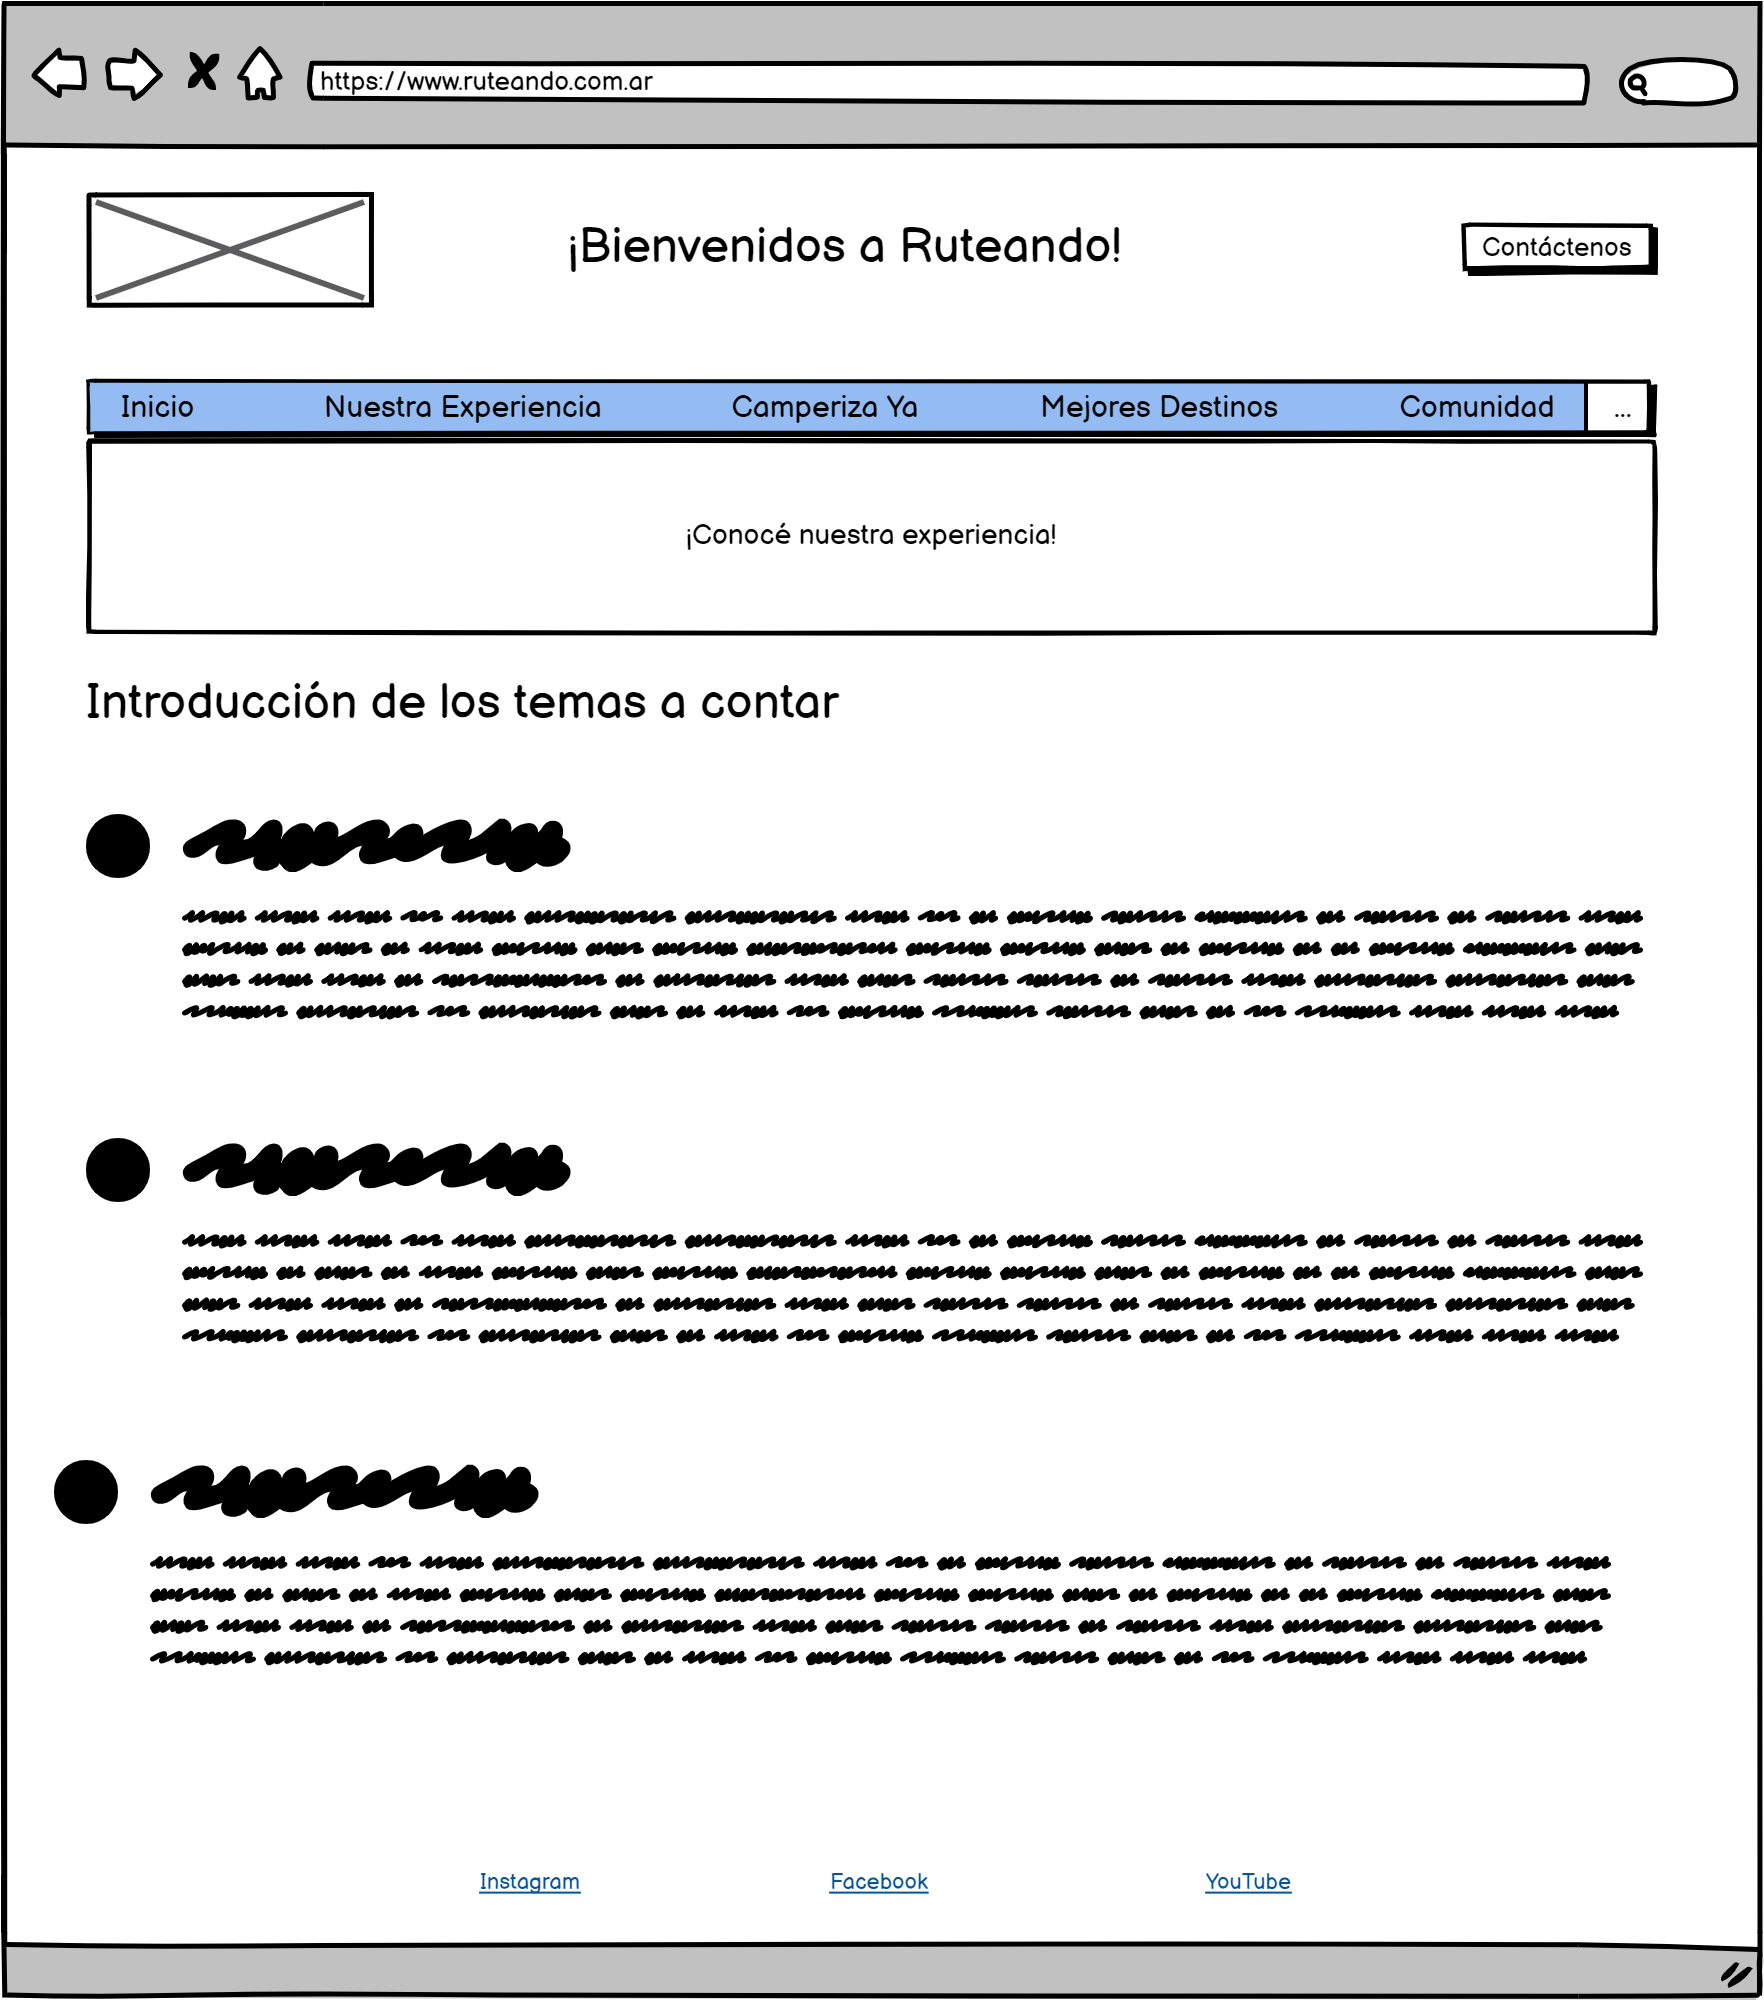 https://www.ruteando.com.ar
¡Bienvenidos a Ruteando!
Contáctenos
Inicio Nuestra Experiencia Camperiza Ya Mejores Destinos Comunidad ...
¡Conocé nuestra experiencia!
Introducción de los temas a contar
Instagram Facebook YouTube